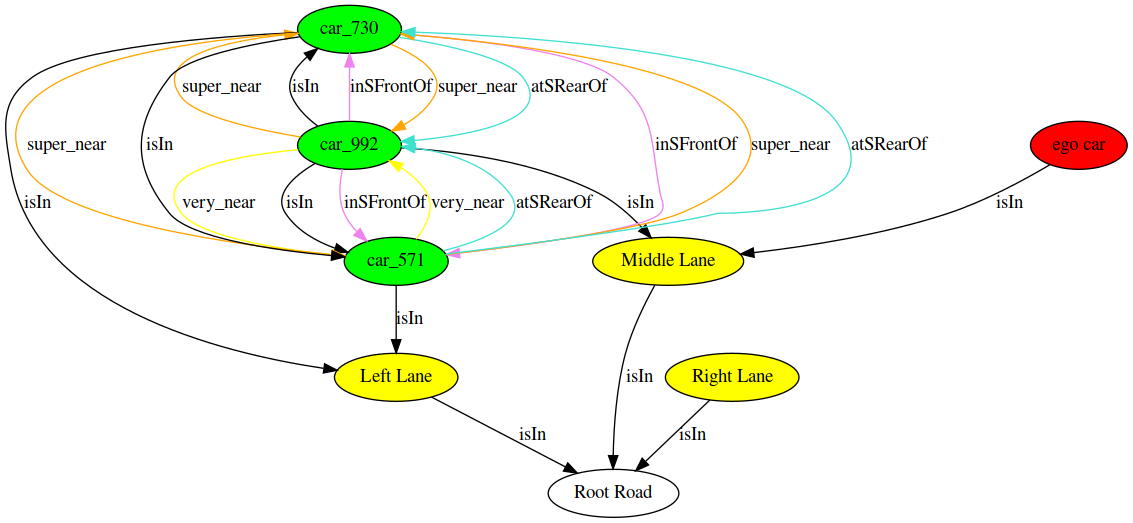 car_730
super_near
isIn
inSFrontOf
super_near
atSRearOf
car_992
ego car
super_near
isIn
inSFrontOf
super_near
atSRearOf
isIn
very_near
isIn
inSFrontOf
very_near
atSRearOf
isIn
isIn
car_571
Middle Lane
isIn
Left Lane
isIn
Right Lane
isIn
isIn
Root Road